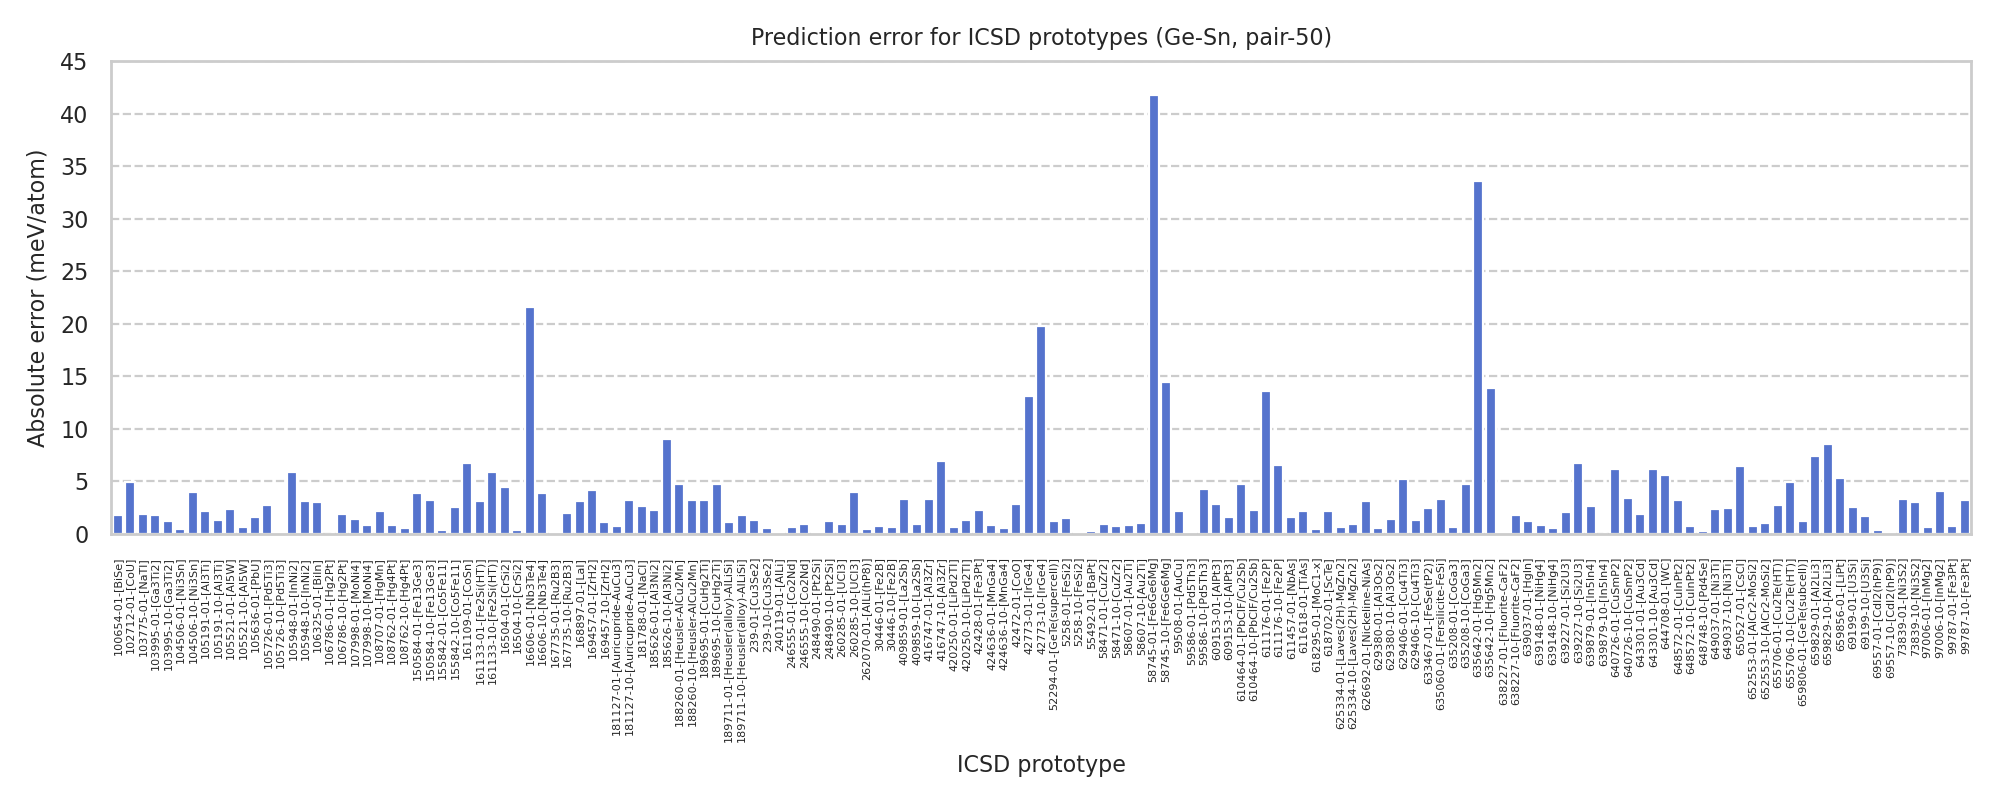 Prediction error for ICSD prototypes (Ge-Sn, pair-50)
Absolute error (meV/atom)
45
40
35
30
25
20
15
10
5
0
100654-01-[BiSe]
102712-01-[CoU]
103775-01-[NaTl]
103995-01-[Ga3Ti2]
103995-10-[Ga3Ti2]
104506-01-[Ni3Sn]
104506-10-[Ni3Sn]
105191-01-[Al3Ti]
105191-10-[Al3Ti]
105521-01-[Al5W]
105521-10-[Al5W]
105636-01-[PbU]
105726-01-[Pd5Ti3]
105726-10-[Pd5Ti3]
105948-01-[InNi2]
105948-10-[InNi2]
106325-01-[BiIn]
106786-01-[Hg2Pt]
106786-10-[Hg2Pt]
107998-01-[MoNi4]
107998-10-[MoNi4]
108707-01-[HgMn]
108762-01-[Hg4Pt]
108762-10-[Hg4Pt]
150584-01-[Fe13Ge3]
150584-10-[Fe13Ge3]
155842-01-[Co5Fe11]
155842-10-[Co5Fe11]
161109-01-[CoSn]
161133-01-[Fe2Si(HT)]
161133-10-[Fe2Si(HT)]
16504-01-[CrSi2]
16504-10-[CrSi2]
16606-01-[Nb3Te4]
16606-10-[Nb3Te4]
167735-01-[Ru2B3]
167735-10-[Ru2B3]
168897-01-[LaI]
169457-01-[ZrH2]
169457-10-[ZrH2]
181127-01-[Auricupride-AuCu3]
181127-10-[Auricupride-AuCu3]
181788-01-[NaCl]
185626-01-[Al3Ni2]
185626-10-[Al3Ni2]
188260-01-[Heusler-AlCu2Mn]
188260-10-[Heusler-AlCu2Mn]
189695-01-[CuHg2Ti]
189695-10-[CuHg2Ti]
189711-01-[Heusler(alloy)-AlLiSi]
189711-10-[Heusler(alloy)-AlLiSi]
239-01-[Cu3Se2]
239-10-[Cu3Se2]
240119-01-[AlLi]
246555-01-[Co2Nd]
246555-10-[Co2Nd]
248490-01-[Pt2Si]
248490-10-[Pt2Si]
260285-01-[UCl3]
260285-10-[UCl3]
262070-01-[AlLi(hP8)]
30446-01-[Fe2B]
30446-10-[Fe2B]
409859-01-[La2Sb]
409859-10-[La2Sb]
416747-01-[Al3Zr]
416747-10-[Al3Zr]
420250-01-[LiPd2Tl]
420250-10-[LiPd2Tl]
42428-01-[Fe3Pt]
424636-01-[MnGa4]
424636-10-[MnGa4]
42472-01-[CoO]
42773-01-[IrGe4]
42773-10-[IrGe4]
52294-01-[GeTe(supercell)]
5258-01-[FeSi2]
5258-10-[FeSi2]
55492-01-[BaPt]
58471-01-[CuZr2]
58471-10-[CuZr2]
58607-01-[Au2Ti]
58607-10-[Au2Ti]
58745-01-[Fe6Ge6Mg]
58745-10-[Fe6Ge6Mg]
59508-01-[AuCu]
59586-01-[Pd5Th3]
59586-10-[Pd5Th3]
609153-01-[AlPt3]
609153-10-[AlPt3]
610464-01-[PbClF/Cu2Sb]
610464-10-[PbClF/Cu2Sb]
611176-01-[Fe2P]
611176-10-[Fe2P]
611457-01-[NbAs]
611618-01-[TiAs]
618295-01-[MoC1-x]
618702-01-[ScTe]
625334-01-[Laves(2H)-MgZn2]
625334-10-[Laves(2H)-MgZn2]
626692-01-[Nickeline-NiAs]
629380-01-[Al3Os2]
629380-10-[Al3Os2]
629406-01-[Cu4Ti3]
629406-10-[Cu4Ti3]
633467-01-[FeSe(tP2)]
635060-01-[Fersilicite-FeSi]
635208-01-[CoGa3]
635208-10-[CoGa3]
635642-01-[Hg5Mn2]
635642-10-[Hg5Mn2]
638227-01-[Fluorite-CaF2]
638227-10-[Fluorite-CaF2]
639037-01-[HgIn]
639148-01-[NiHg4]
639148-10-[NiHg4]
639227-01-[Si2U3]
639227-10-[Si2U3]
639879-01-[In5In4]
639879-10-[In5In4]
640726-01-[CuSmP2]
640726-10-[CuSmP2]
643301-01-[Au3Cd]
643301-10-[Au3Cd]
644708-01-[WC]
648572-01-[CuInPt2]
648572-10-[CuInPt2]
648748-10-[Pd4Se]
649037-01-[Ni3Ti]
649037-10-[Ni3Ti]
650527-01-[CsCl]
652553-01-[AlCr2-MoSi2]
652553-10-[AlCr2-MoSi2]
655706-01-[Cu2Te(HT)]
655706-10-[Cu2Te(HT)]
659806-01-[GeTe(subcell)]
659829-01-[Al2Li3]
659829-10-[Al2Li3]
659856-01-[LiPt]
69199-01-[U3Si]
69199-10-[U3Si]
69557-01-[CdI2(hP9)]
69557-10-[CdI2(hP9)]
73839-01-[Ni3S2]
73839-10-[Ni3S2]
97006-01-[InMg2]
97006-10-[InMg2]
99787-01-[Fe3Pt]
99787-10-[Fe3Pt]
ICSD prototype